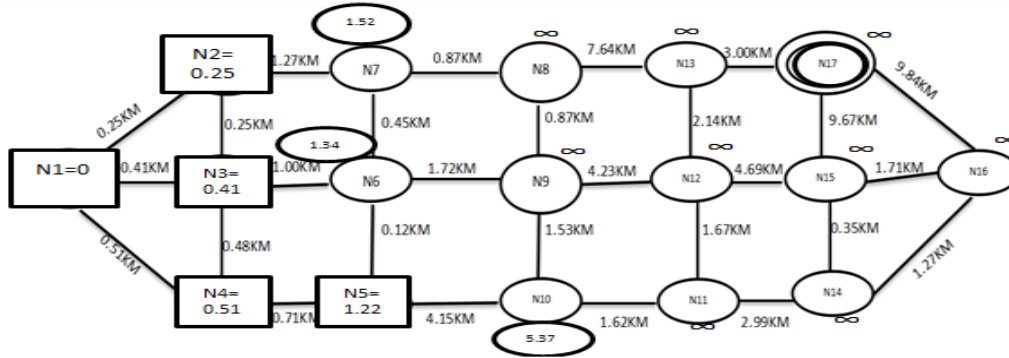 1.52
∞
∞
∞
N2=
0.25
1.27KM
N7
0.87KM
N8
7.64KM
N13
3.00KM
N17
9.84KM
0.25KM
0.25KM
0.45KM
0.87KM
2.14KM
9.67KM
1.34
∞
∞
∞
∞
N1=0
0.41KM
N3=
0.41
1.00KM
N6
1.72KM
N9
4.23KM
N12
4.69KM
N15
1.71KM
N16
0.51KM
0.48KM
0.12KM
1.53KM
1.67KM
0.35KM
1.27KM
N4=
0.51
0.71KM
N5=
1.22
4.15KM
N10
1.62KM
N11
2.99KM
N14
5.37
∞
∞